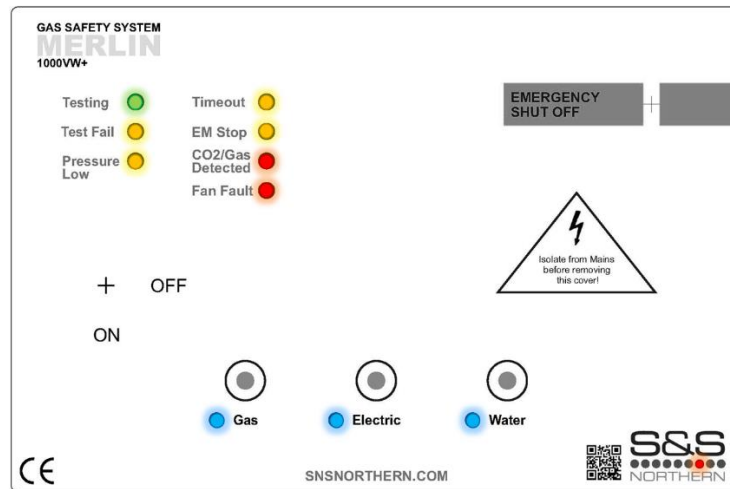 GAS SAFETY SYSTEM
MERLIN
1000VW+
Testing
Test Fail
Pressure
Low
Timeout
EM Stop
CO2/Gas
Detected
Fan Fault
EMERGENCY
SHUT OFF
Isolate from Mains
before removing
this cover!
+ OFF
ON
Gas
Electric
Water
CE
SNSNORTHERN.COM
S&S
NORTHERN